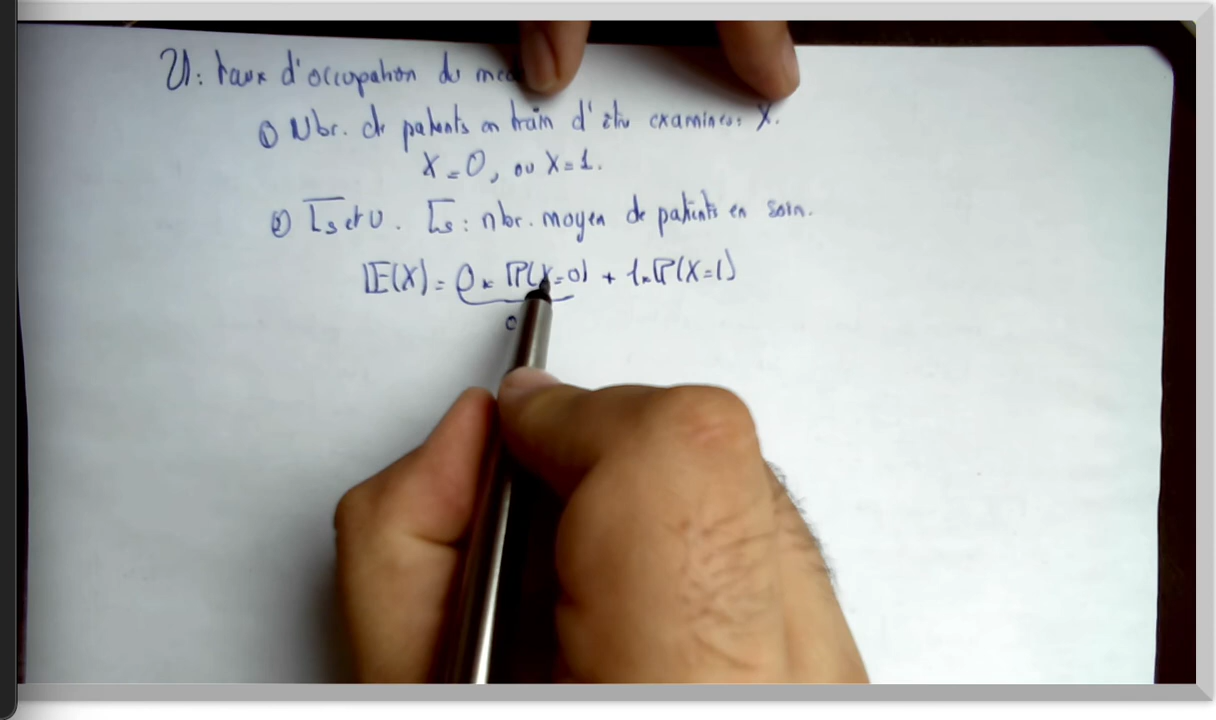 U: taux d'occupation du
① Nbr. de patients en train d'être examinés: X.
X = 0, ou X = 1.
② Ls et U. Ls: nbr. moyen de patients en soin.
𝔼(X) = 0 × ℙ(X=0) + 1 × ℙ(X=1)
0